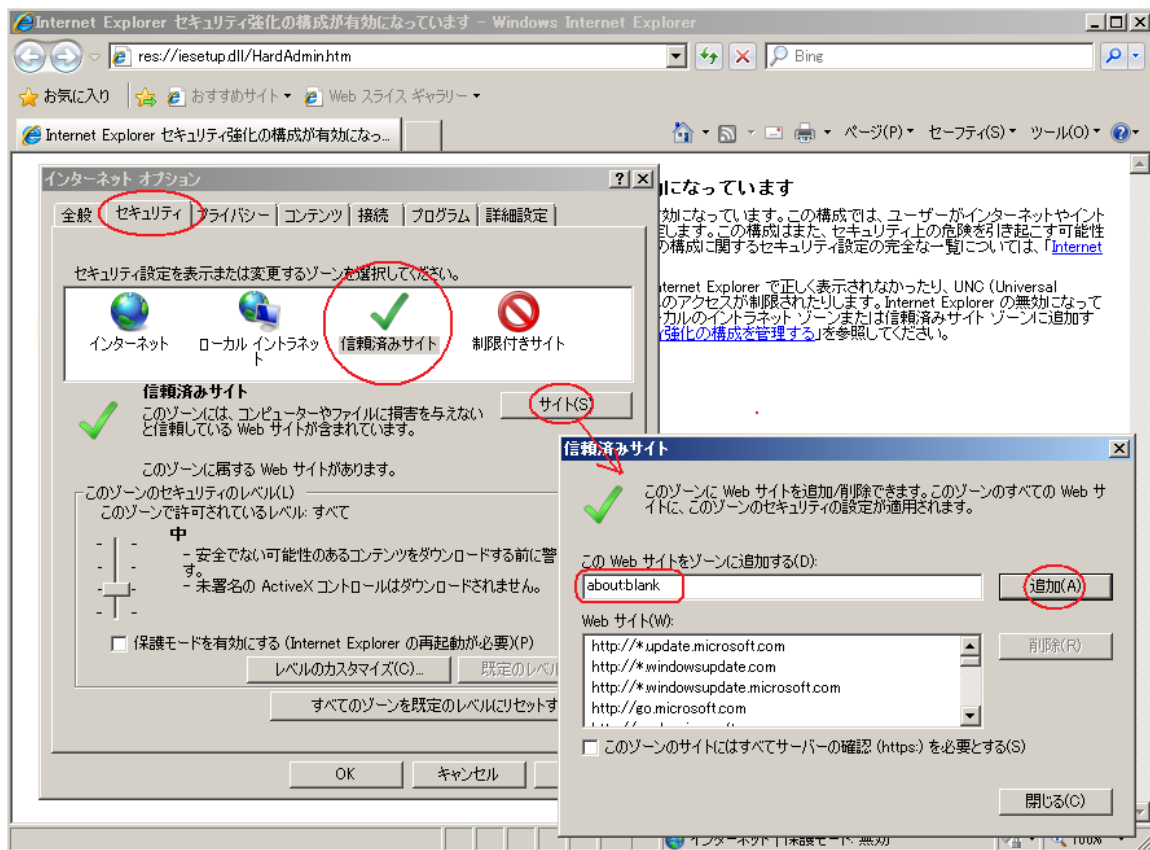 Internet Explorer セキュリティ強化の構成が有効になっています - Windows Internet Explorer
res://iesetup.dll/HardAdmin.htm
Bing
お気に入り
おすすめサイト
Web スライス ギャラリー
Internet Explorer セキュリティ強化の構成が有効になっ...
ページ(P)
セーフティ(S)
ツール(O)
インターネット オプション
全般
セキュリティ
プライバシー
コンテンツ
接続
プログラム
詳細設定
セキュリティ設定を表示または変更するゾーンを選択してください。
インターネット
ローカル イントラネッ
ト
信頼済みサイト
制限付きサイト
信頼済みサイト
このゾーンには、コンピューターやファイルに損害を与えない
と信頼している Web サイトが含まれています。
サイト(S)
このゾーンに属する Web サイトがあります。
このゾーンのセキュリティのレベル(L)
このゾーンで許可されているレベル: すべて
中
- 安全でない可能性のあるコンテンツをダウンロードする前に警
す。
- 未署名の ActiveX コントロールはダウンロードされません。
保護モードを有効にする (Internet Explorer の再起動が必要)(P)
レベルのカスタマイズ(C)...
既定のレベル
すべてのゾーンを既定のレベルにリセットす
OK
キャンセル
になっています
効になっています。この構成では、ユーザーがインターネットやイント
します。この構成はまた、セキュリティ上の危険を引き起こす可能性
の構成に関するセキュリティ設定の完全な一覧については、「Internet
nternet Explorer で正しく表示されなかったり、UNC (Universal
のアクセスが制限されたりします。Internet Explorer の無効になって
カルのイントラネット ゾーンまたは信頼済みサイト ゾーンに追加す
ィ強化の構成を管理する」を参照してください。
信頼済みサイト
このゾーンに Web サイトを追加/削除できます。このゾーンのすべての Web サ
イトに、このゾーンのセキュリティの設定が適用されます。
この Web サイトをゾーンに追加する(D):
about:blank
追加(A)
Web サイト(W):
http://*.update.microsoft.com
http://*.windowsupdate.com
http://*.windowsupdate.microsoft.com
http://go.microsoft.com
削除(R)
このゾーンのサイトにはすべてサーバーの確認 (https:) を必要とする(S)
閉じる(C)
インターネット | 保護モード: 無効
100%